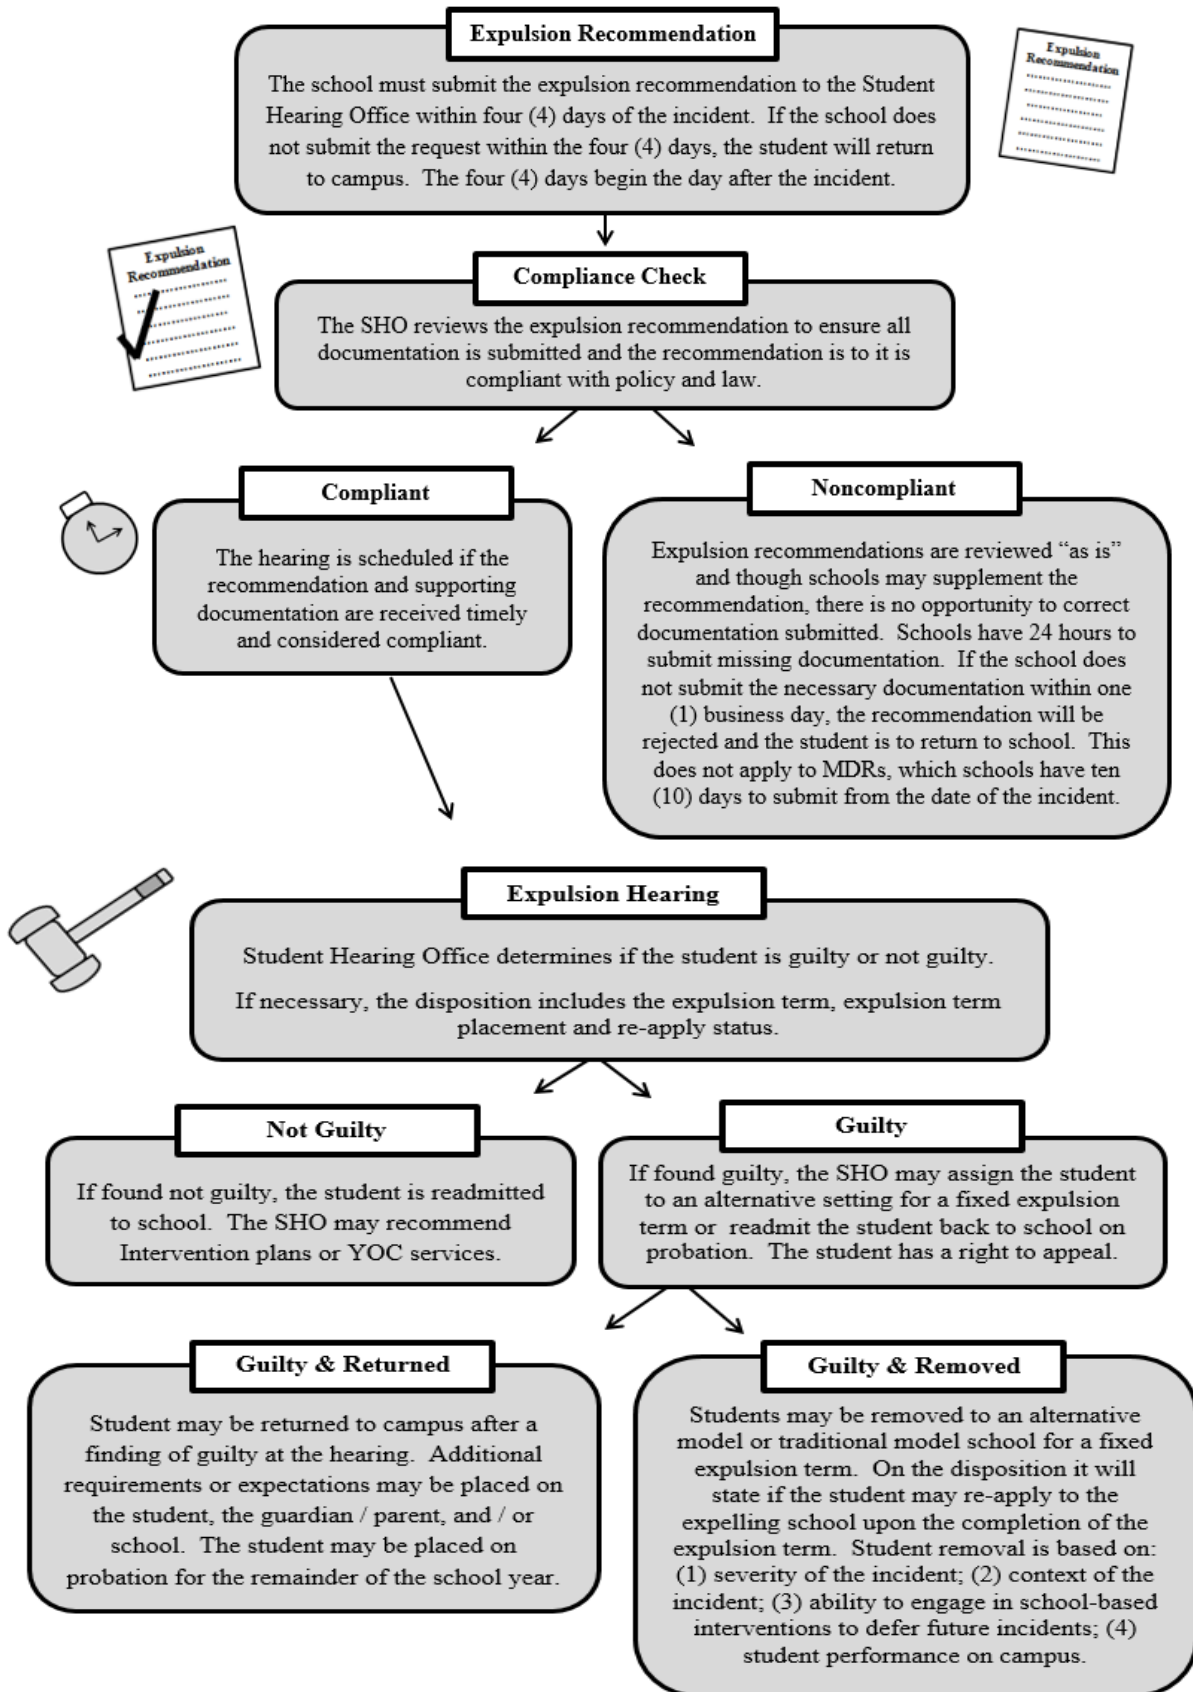 Expulsion Recommendation
The school must submit the expulsion recommendation to the Student
Hearing Office within four (4) days of the incident.  If the school does
not submit the request within the four (4) days, the student will return
to campus.  The four (4) days begin the day after the incident.
Expulsion
Recommendation
Expulsion
Recommendation
Compliance Check
The SHO reviews the expulsion recommendation to ensure all
documentation is submitted and the recommendation is to it is
compliant with policy and law.
Compliant
The hearing is scheduled if the
recommendation and supporting
documentation are received timely
and considered compliant.
Noncompliant
Expulsion recommendations are reviewed “as is”
and though schools may supplement the
recommendation, there is no opportunity to correct
documentation submitted.  Schools have 24 hours to
submit missing documentation.  If the school does
not submit the necessary documentation within one
(1) business day, the recommendation will be
rejected and the student is to return to school.  This
does not apply to MDRs, which schools have ten
(10) days to submit from the date of the incident.
Expulsion Hearing
Student Hearing Office determines if the student is guilty or not guilty.
If necessary, the disposition includes the expulsion term, expulsion term
placement and re-apply status.
Not Guilty
If found not guilty, the student is readmitted
to school.  The SHO may recommend
Intervention plans or YOC services.
Guilty
If found guilty, the SHO may assign the student
to an alternative setting for a fixed expulsion
term or  readmit the student back to school on
probation.  The student has a right to appeal.
Guilty & Returned
Student may be returned to campus after a
finding of guilty at the hearing.  Additional
requirements or expectations may be placed on
the student, the guardian / parent, and / or
school.  The student may be placed on
probation for the remainder of the school year.
Guilty & Removed
Students may be removed to an alternative
model or traditional model school for a fixed
expulsion term.  On the disposition it will
state if the student may re-apply to the
expelling school upon the completion of the
expulsion term.  Student removal is based on:
(1) severity of the incident; (2) context of the
incident; (3) ability to engage in school-based
interventions to defer future incidents; (4)
student performance on campus.